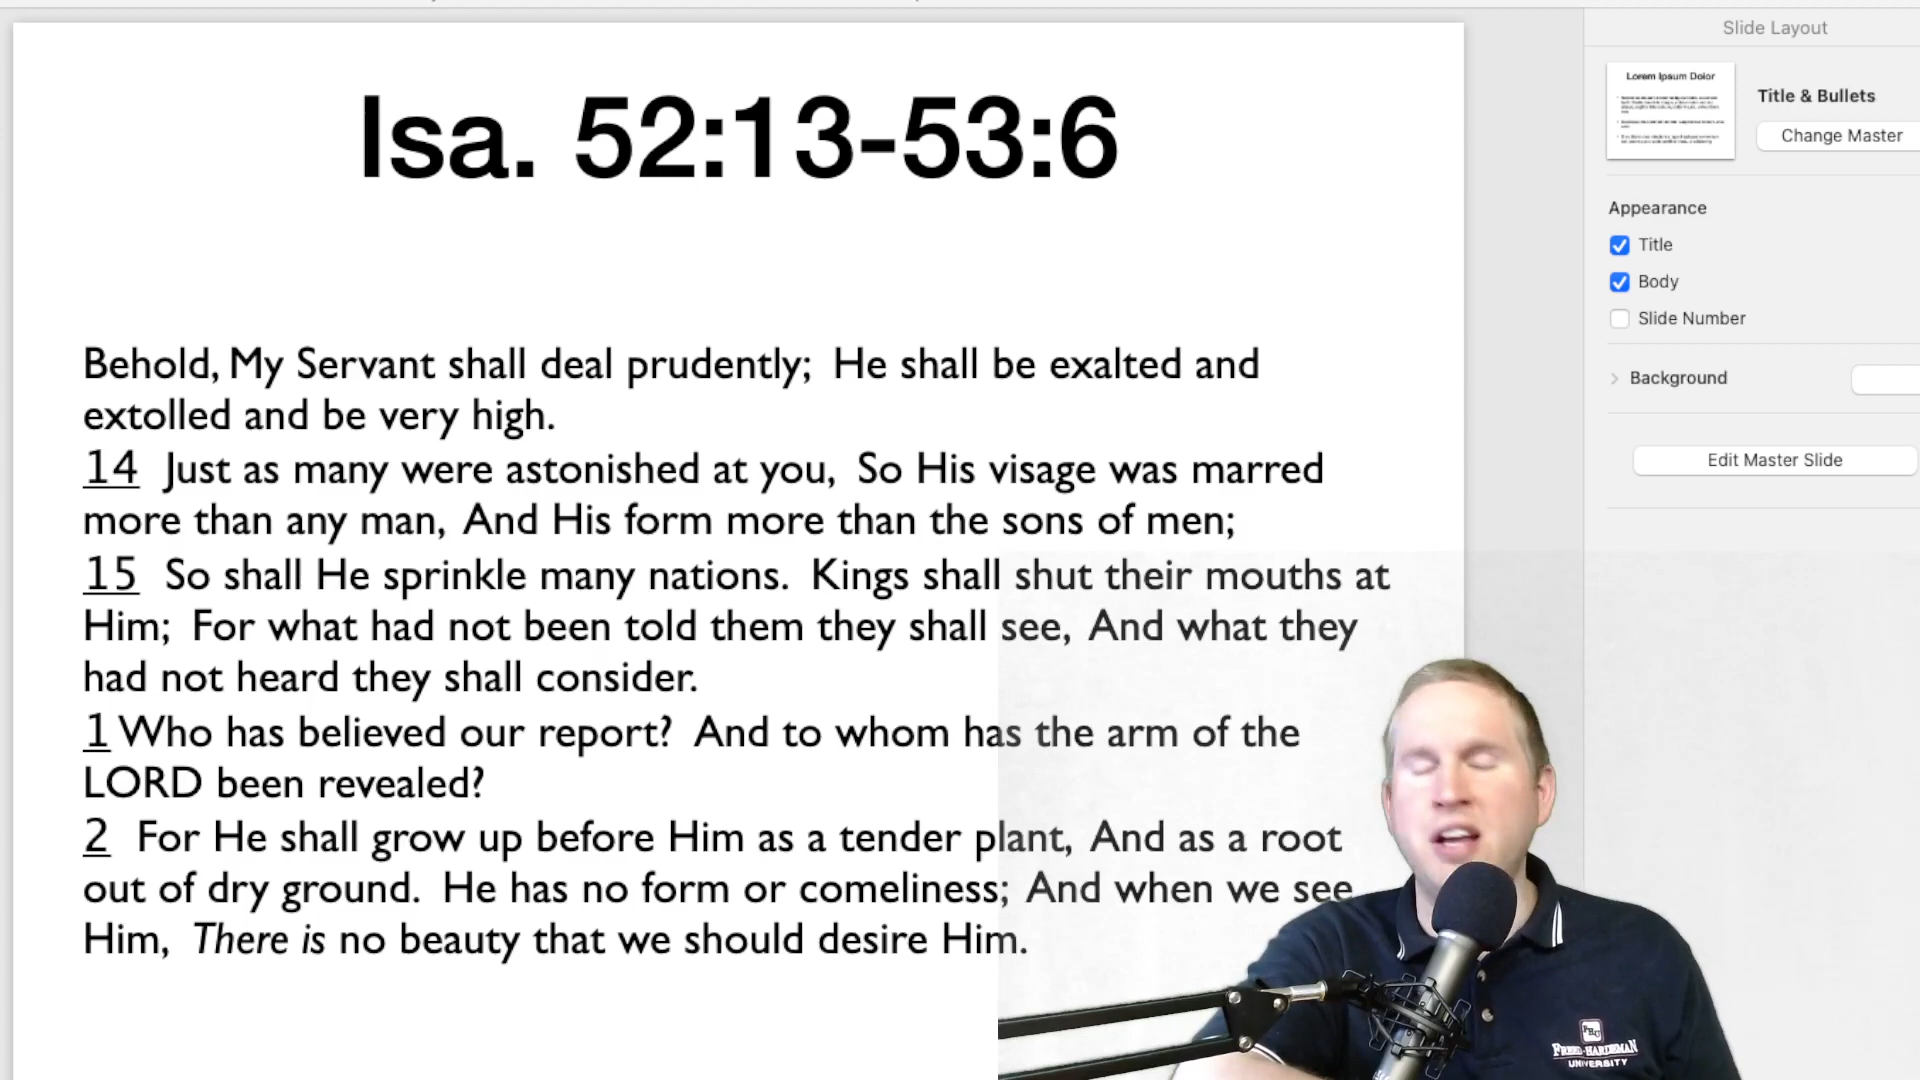 Slide Layout
Isa. 52:13-53:6
Lorem Ipsum Dolor
Title & Bullets
Change Master
Appearance
Title
Body
Slide Number
Background
Edit Master Slide
Behold, My Servant shall deal prudently; He shall be exalted and
extolled and be very high.
14 Just as many were astonished at you, So His visage was marred
more than any man, And His form more than the sons of men;
15 So shall He sprinkle many nations. Kings shall shut their mouths at
Him; For what had not been told them they shall see, And what they
had not heard they shall consider.
1 Who has believed our report? And to whom has the arm of the
LORD been revealed?
2 For He shall grow up before Him as a tender plant, And as a root
out of dry ground. He has no form or comeliness; And when we see
Him, There is no beauty that we should desire Him.
FHU
FREED-HARDEMAN
UNIVERSITY